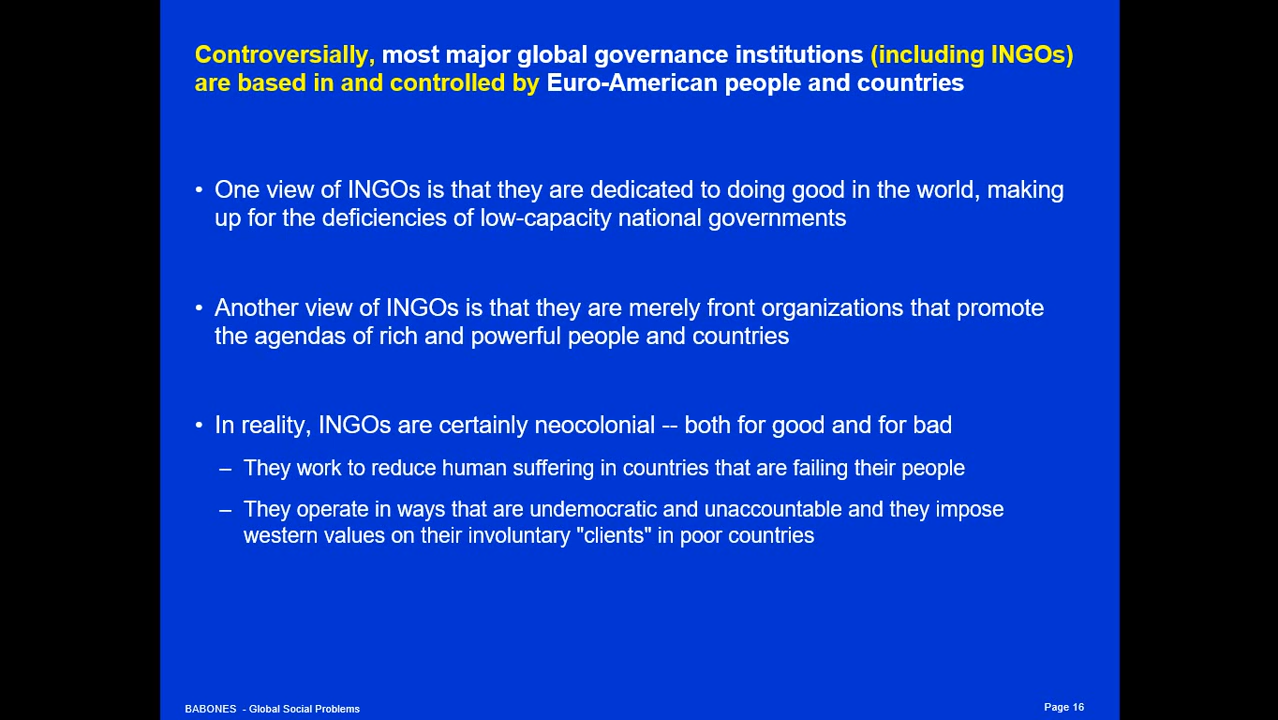 Controversially, most major global governance institutions (including INGOs)
are based in and controlled by Euro-American people and countries
• One view of INGOs is that they are dedicated to doing good in the world, making
up for the deficiencies of low-capacity national governments
• Another view of INGOs is that they are merely front organizations that promote
the agendas of rich and powerful people and countries
• In reality, INGOs are certainly neocolonial -- both for good and for bad
– They work to reduce human suffering in countries that are failing their people
– They operate in ways that are undemocratic and unaccountable and they impose
western values on their involuntary "clients" in poor countries
BABONES - Global Social Problems
Page 16